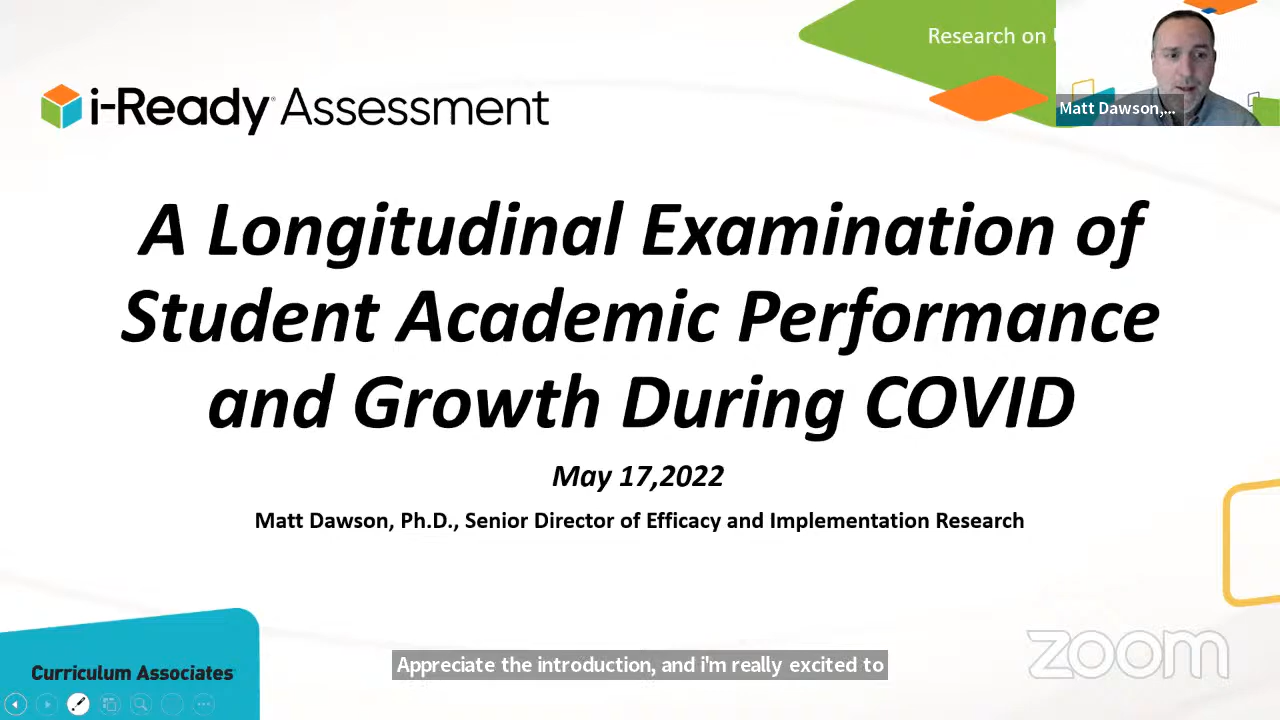 Research on
Matt Dawson,...
i-Ready Assessment
A Longitudinal Examination of
Student Academic Performance
and Growth During COVID
May 17,2022
Matt Dawson, Ph.D., Senior Director of Efficacy and Implementation Research
Curriculum Associates
Appreciate the introduction, and i'm really excited to
zoom